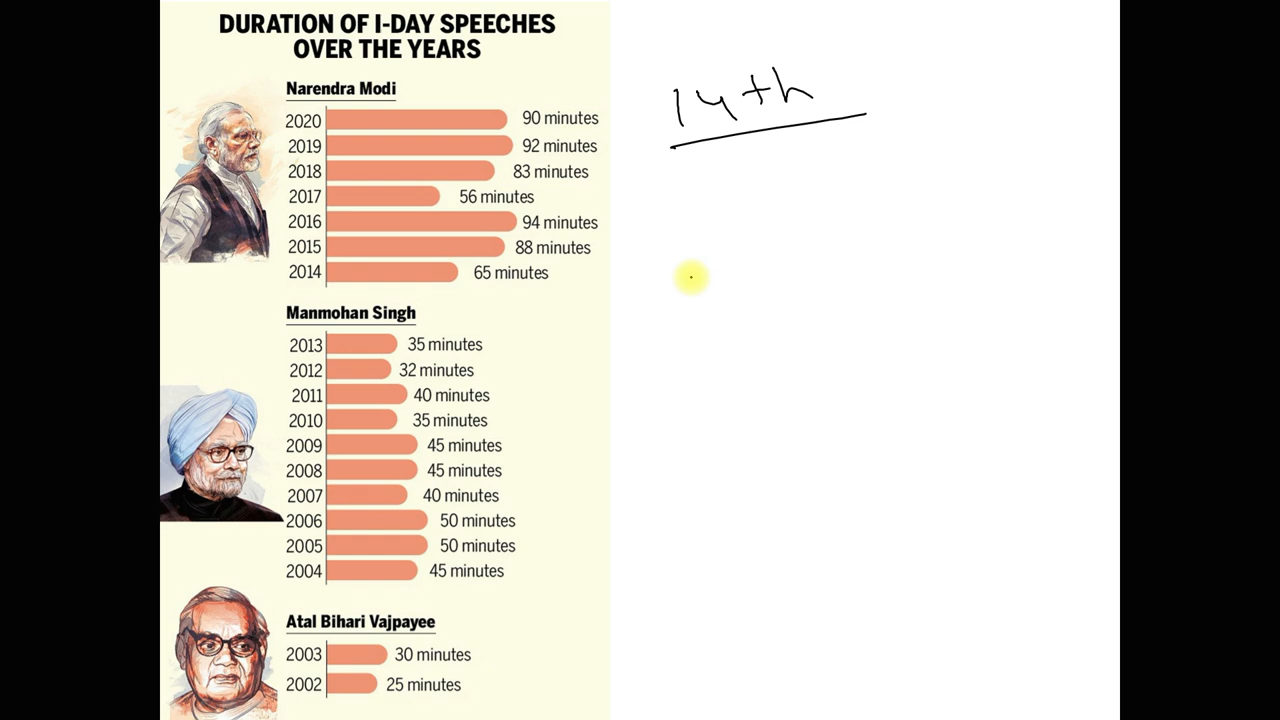 DURATION OF I-DAY SPEECHES
OVER THE YEARS
Narendra Modi
2020 90 minutes
2019 92 minutes
2018 83 minutes
2017 56 minutes
2016 94 minutes
2015 88 minutes
2014 65 minutes
Manmohan Singh
2013 35 minutes
2012 32 minutes
2011 40 minutes
2010 35 minutes
2009 45 minutes
2008 45 minutes
2007 40 minutes
2006 50 minutes
2005 50 minutes
2004 45 minutes
Atal Bihari Vajpayee
2003 30 minutes
2002 25 minutes
14th